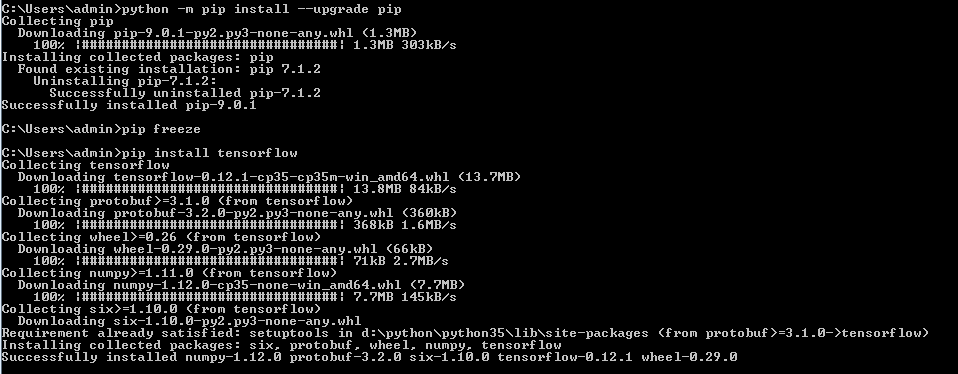 C:\Users\admin>python -m pip install --upgrade pip
Collecting pip
  Downloading pip-9.0.1-py2.py3-none-any.whl (1.3MB)
    100% |################################| 1.3MB 303kB/s
Installing collected packages: pip
  Found existing installation: pip 7.1.2
    Uninstalling pip-7.1.2:
      Successfully uninstalled pip-7.1.2
Successfully installed pip-9.0.1
C:\Users\admin>pip freeze
C:\Users\admin>pip install tensorflow
Collecting tensorflow
  Downloading tensorflow-0.12.1-cp35-cp35m-win_amd64.whl (13.7MB)
    100% |################################| 13.8MB 84kB/s
Collecting protobuf>=3.1.0 (from tensorflow)
  Downloading protobuf-3.2.0-py2.py3-none-any.whl (360kB)
    100% |################################| 368kB 1.6MB/s
Collecting wheel>=0.26 (from tensorflow)
  Downloading wheel-0.29.0-py2.py3-none-any.whl (66kB)
    100% |################################| 71kB 2.7MB/s
Collecting numpy>=1.11.0 (from tensorflow)
  Downloading numpy-1.12.0-cp35-none-win_amd64.whl (7.7MB)
    100% |################################| 7.7MB 145kB/s
Collecting six>=1.10.0 (from tensorflow)
  Downloading six-1.10.0-py2.py3-none-any.whl
Requirement already satisfied: setuptools in d:\python\python35\lib\site-packages (from protobuf>=3.1.0->tensorflow)
Installing collected packages: six, protobuf, wheel, numpy, tensorflow
Successfully installed numpy-1.12.0 protobuf-3.2.0 six-1.10.0 tensorflow-0.12.1 wheel-0.29.0